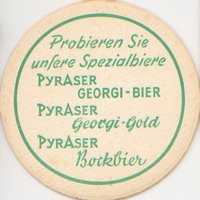 Probieren Sie
unsere Spezialbiere
PYRASER
GEORGI-BIER
PYRASER
Georgi-Gold
PYRASER
Bockbier